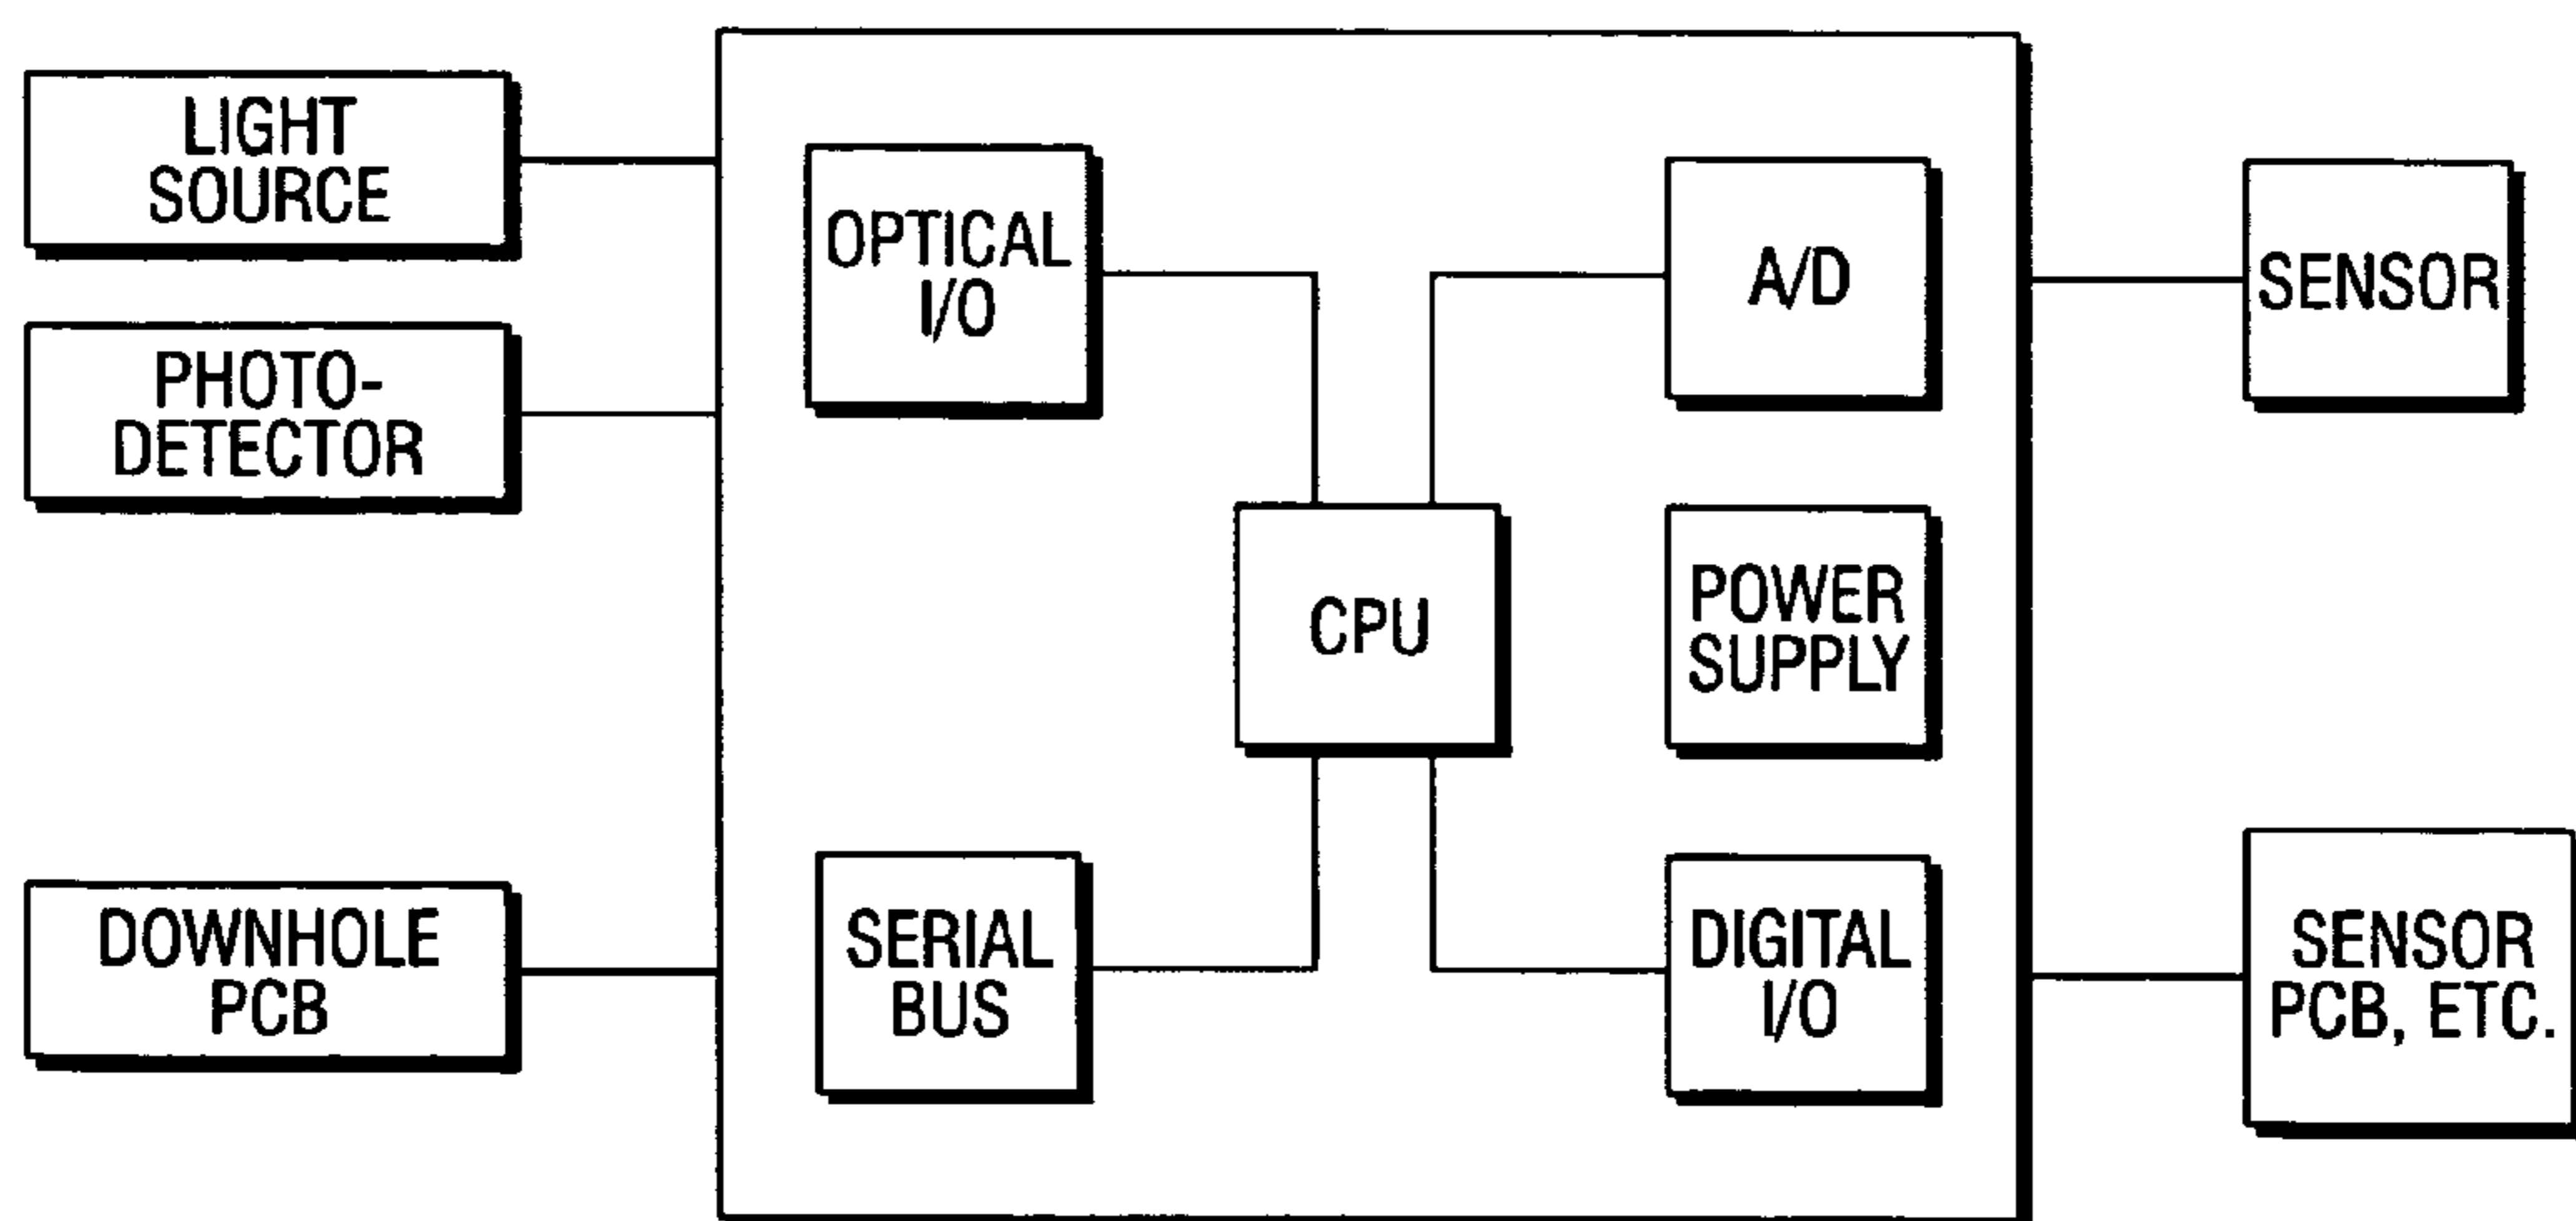 LIGHT
SOURCE
PHOTO-
DETECTOR
DOWNHOLE
PCB
OPTICAL
I/O
A/D
CPU
POWER
SUPPLY
SERIAL
BUS
DIGITAL
I/O
SENSOR
SENSOR
PCB, ETC.